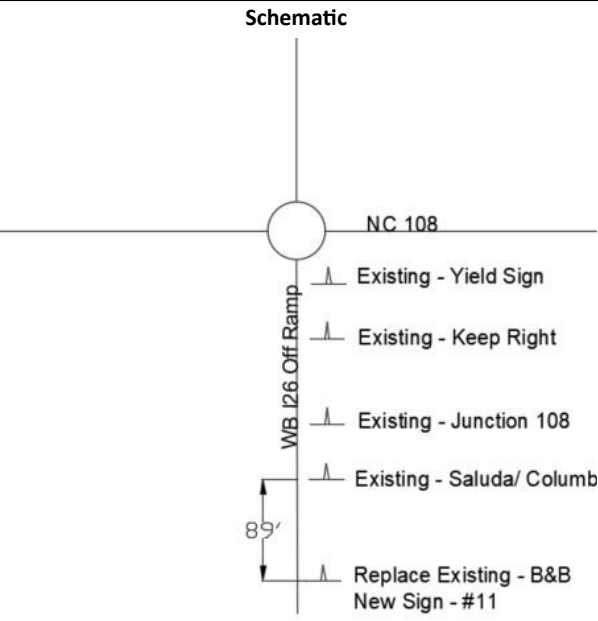 Schematic
NC 108
Existing - Yield Sign
WB I26 Off Ramp
Existing - Keep Right
Existing - Junction 108
Existing - Saluda/ Columb
89'
Replace Existing - B&B
New Sign - #11